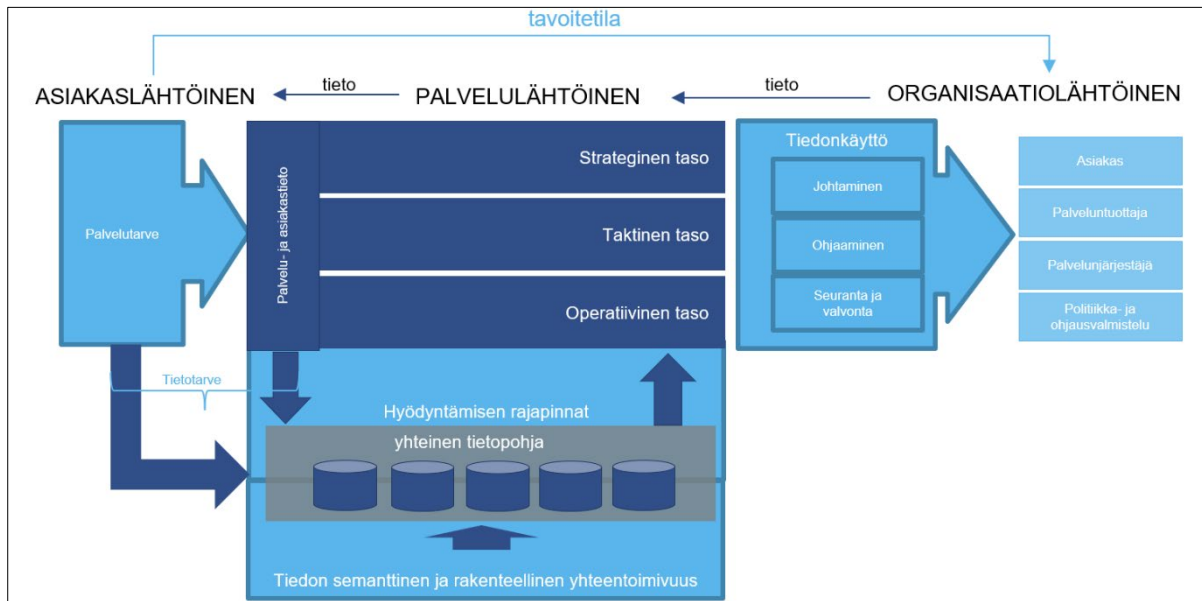 tavoitetila
ASIAKASLÄHTÖINEN
tieto
PALVELULÄHTÖINEN
tieto
ORGANISAATIOLÄHTÖINEN
Palvelutarve
Palvelu- ja asiakastieto
Strateginen taso
Taktinen taso
Operatiivinen taso
Tiedonkäyttö
Johtaminen
Ohjaaminen
Seuranta ja
valvonta
Asiakas
Palveluntuottaja
Palvelunjärjestäjä
Politiikka- ja
ohjausvalmistelu
Tietotarve
Hyödyntämisen rajapinnat
yhteinen tietopohja
Tiedon semanttinen ja rakenteellinen yhteentoimivuus